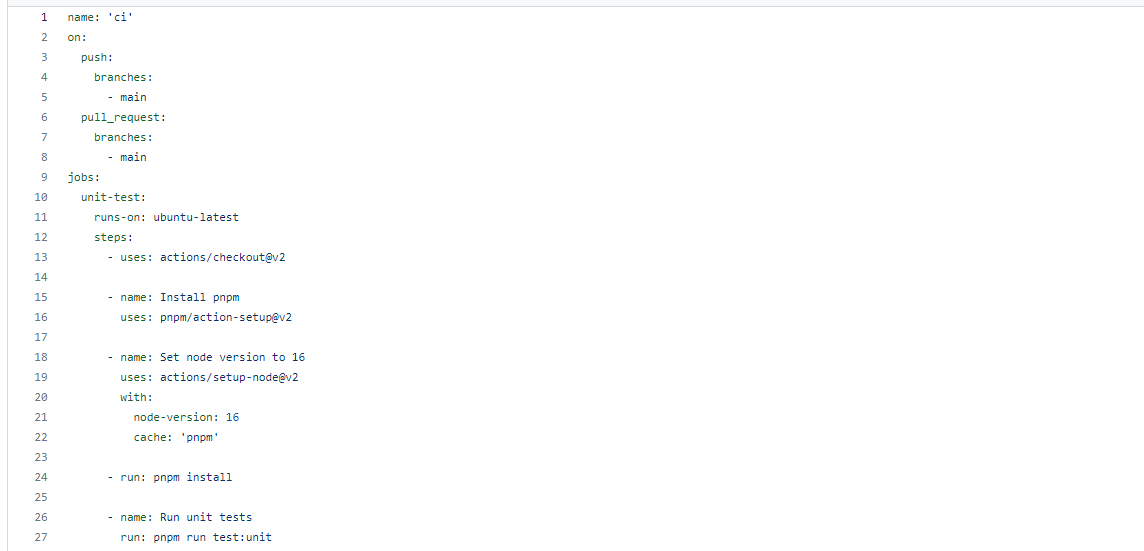 1 name: 'ci'
2 on:
3   push:
4     branches:
5       - main
6   pull_request:
7     branches:
8       - main
9 jobs:
10   unit-test:
11     runs-on: ubuntu-latest
12     steps:
13       - uses: actions/checkout@v2
14
15       - name: Install pnpm
16         uses: pnpm/action-setup@v2
17
18       - name: Set node version to 16
19         uses: actions/setup-node@v2
20         with:
21           node-version: 16
22           cache: 'pnpm'
23
24       - run: pnpm install
25
26       - name: Run unit tests
27         run: pnpm run test:unit